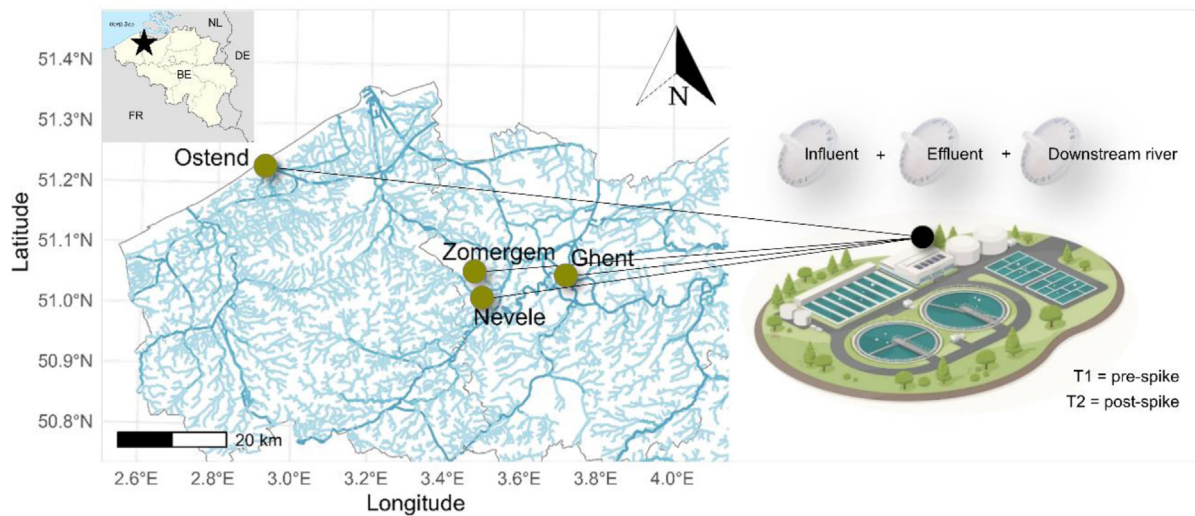 NL
DE
BE
FR
51.4°N
51.3°N
51.2°N
51.1°N
51.0°N
50.9°N
50.8°N
Latitude
Ostend
Zomergem
Ghent
Nevele
N
20 km
2.6°E 2.8°E 3.0°E 3.2°E 3.4°E 3.6°E 3.8°E 4.0°E
Longitude
Influent + Effluent + Downstream river
T1 = pre-spike
T2 = post-spike